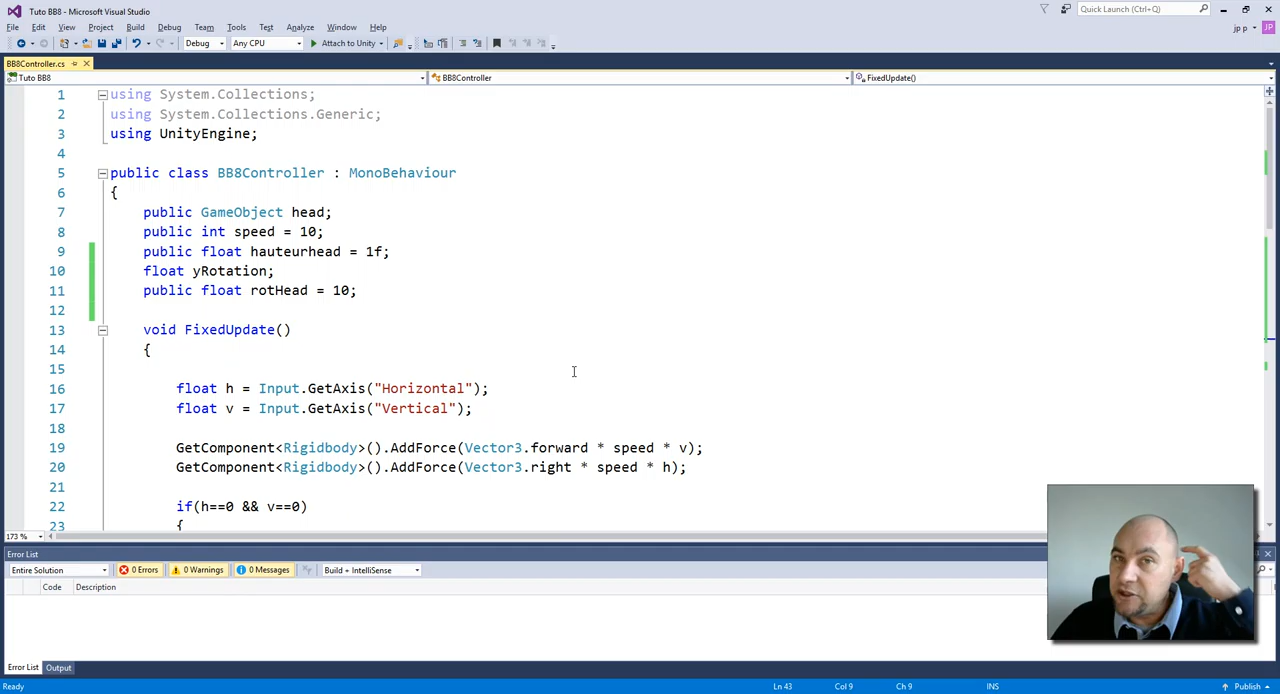 Tuto BB8 - Microsoft Visual Studio
Quick Launch (Ctrl+Q)
File Edit View Project Build Debug Team Tools Test Analyze Window Help
jp p
JP
Debug Any CPU Attach to Unity
BB8Controller.cs
Tuto BB8 BB8Controller FixedUpdate()
1 using System.Collections;
2 using System.Collections.Generic;
3 using UnityEngine;
4
5 public class BB8Controller : MonoBehaviour
6 {
7 public GameObject head;
8 public int speed = 10;
9 public float hauteurhead = 1f;
10 float yRotation;
11 public float rotHead = 10;
12
13 void FixedUpdate()
14 {
15
16 float h = Input.GetAxis("Horizontal");
17 float v = Input.GetAxis("Vertical");
18
19 GetComponent<Rigidbody>().AddForce(Vector3.forward * speed * v);
20 GetComponent<Rigidbody>().AddForce(Vector3.right * speed * h);
21
22 if(h==0 && v==0)
23 {
173 %
Error List
Entire Solution 0 Errors 0 Warnings 0 Messages Build + IntelliSense
Code Description
Error List Output
Ready Ln 43 Col 9 Ch 9 INS Publish